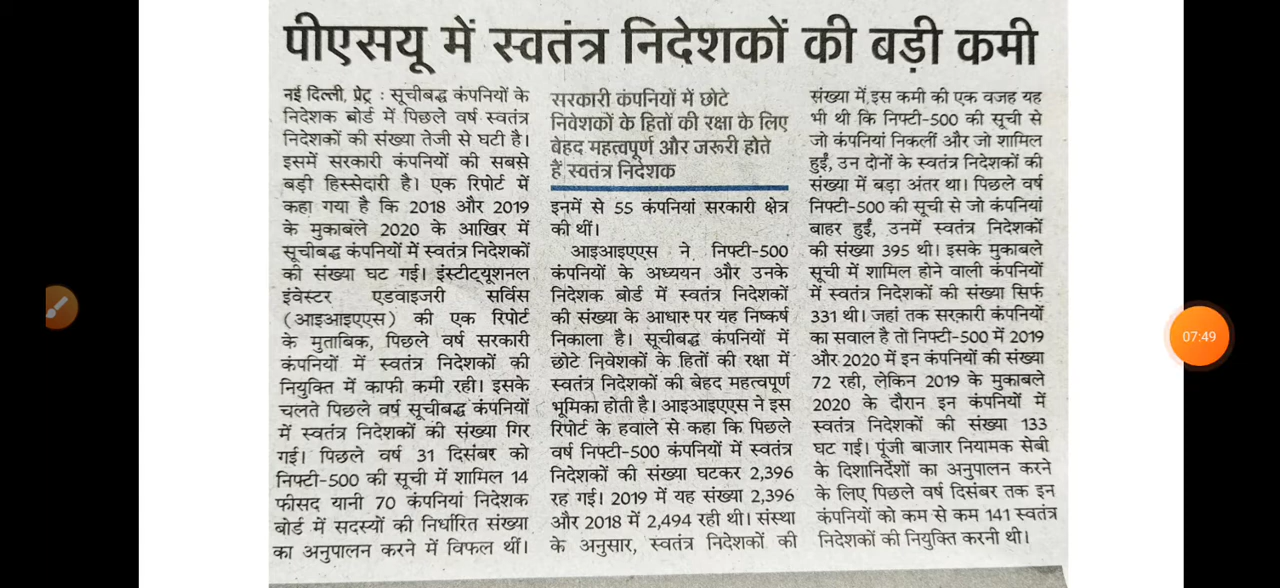 पीएसयू में स्वतंत्र निदेशकों की बड़ी कमी
नई दिल्ली, प्रेट्र : सूचीबद्ध कंपनियों के
निदेशक बोर्ड में पिछले वर्ष स्वतंत्र
निदेशकों की संख्या तेजी से घटी है।
इसमें सरकारी कंपनियों की सबसे
बड़ी हिस्सेदारी है। एक रिपोर्ट में
कहा गया है कि 2018 और 2019
के मुकाबले 2020 के आखिर में
सूचीबद्ध कंपनियों में स्वतंत्र निदेशकों
की संख्या घट गई। इंस्टीट्यूशनल
इंवेस्टर एडवाइजरी सर्विस
(आइआइएएस) की एक रिपोर्ट
के मुताबिक, पिछले वर्ष सरकारी
कंपनियों में स्वतंत्र निदेशकों की
नियुक्ति में काफी कमी रही। इसके
चलते पिछले वर्ष सूचीबद्ध कंपनियों
में स्वतंत्र निदेशकों की संख्या गिर
गई। पिछले वर्ष 31 दिसंबर को
निफ्टी-500 की सूची में शामिल 14
फीसद यानी 70 कंपनियां निदेशक
बोर्ड में सदस्यों की निर्धारित संख्या
का अनुपालन करने में विफल थीं।
सरकारी कंपनियों में छोटे
निवेशकों के हितों की रक्षा के लिए
बेहद महत्वपूर्ण और जरूरी होते
हैं स्वतंत्र निदेशक
इनमें से 55 कंपनियां सरकारी क्षेत्र
की थीं।
आइआइएएस ने निफ्टी-500
कंपनियों के अध्ययन और उनके
निदेशक बोर्ड में स्वतंत्र निदेशकों
की संख्या के आधार पर यह निष्कर्ष
निकाला है। सूचीबद्ध कंपनियों में
छोटे निवेशकों के हितों की रक्षा में
स्वतंत्र निदेशकों की बेहद महत्वपूर्ण
भूमिका होती है। आइआइएएस ने इस
रिपोर्ट के हवाले से कहा कि पिछले
वर्ष निफ्टी-500 कंपनियों में स्वतंत्र
निदेशकों की संख्या घटकर 2,396
रह गई। 2019 में यह संख्या 2,396
और 2018 में 2,494 रही थी। संस्था
के अनुसार, स्वतंत्र निदेशकों की
संख्या में इस कमी की एक वजह यह
भी थी कि निफ्टी-500 की सूची से
जो कंपनियां निकलीं और जो शामिल
हुईं, उन दोनों के स्वतंत्र निदेशकों की
संख्या में बड़ा अंतर था। पिछले वर्ष
निफ्टी-500 की सूची से जो कंपनियां
बाहर हुईं, उनमें स्वतंत्र निदेशकों
की संख्या 395 थी। इसके मुकाबले
सूची में शामिल होने वाली कंपनियों
में स्वतंत्र निदेशकों की संख्या सिर्फ
331 थी। जहां तक सरकारी कंपनियों
का सवाल है तो निफ्टी-500 में 2019
और 2020 में इन कंपनियों की संख्या
72 रही, लेकिन 2019 के मुकाबले
2020 के दौरान इन कंपनियों में
स्वतंत्र निदेशकों की संख्या 133
घट गई। पूंजी बाजार नियामक सेबी
के दिशानिर्देशों का अनुपालन करने
के लिए पिछले वर्ष दिसंबर तक इन
कंपनियों को कम से कम 141 स्वतंत्र
निदेशकों की नियुक्ति करनी थी।
07:49